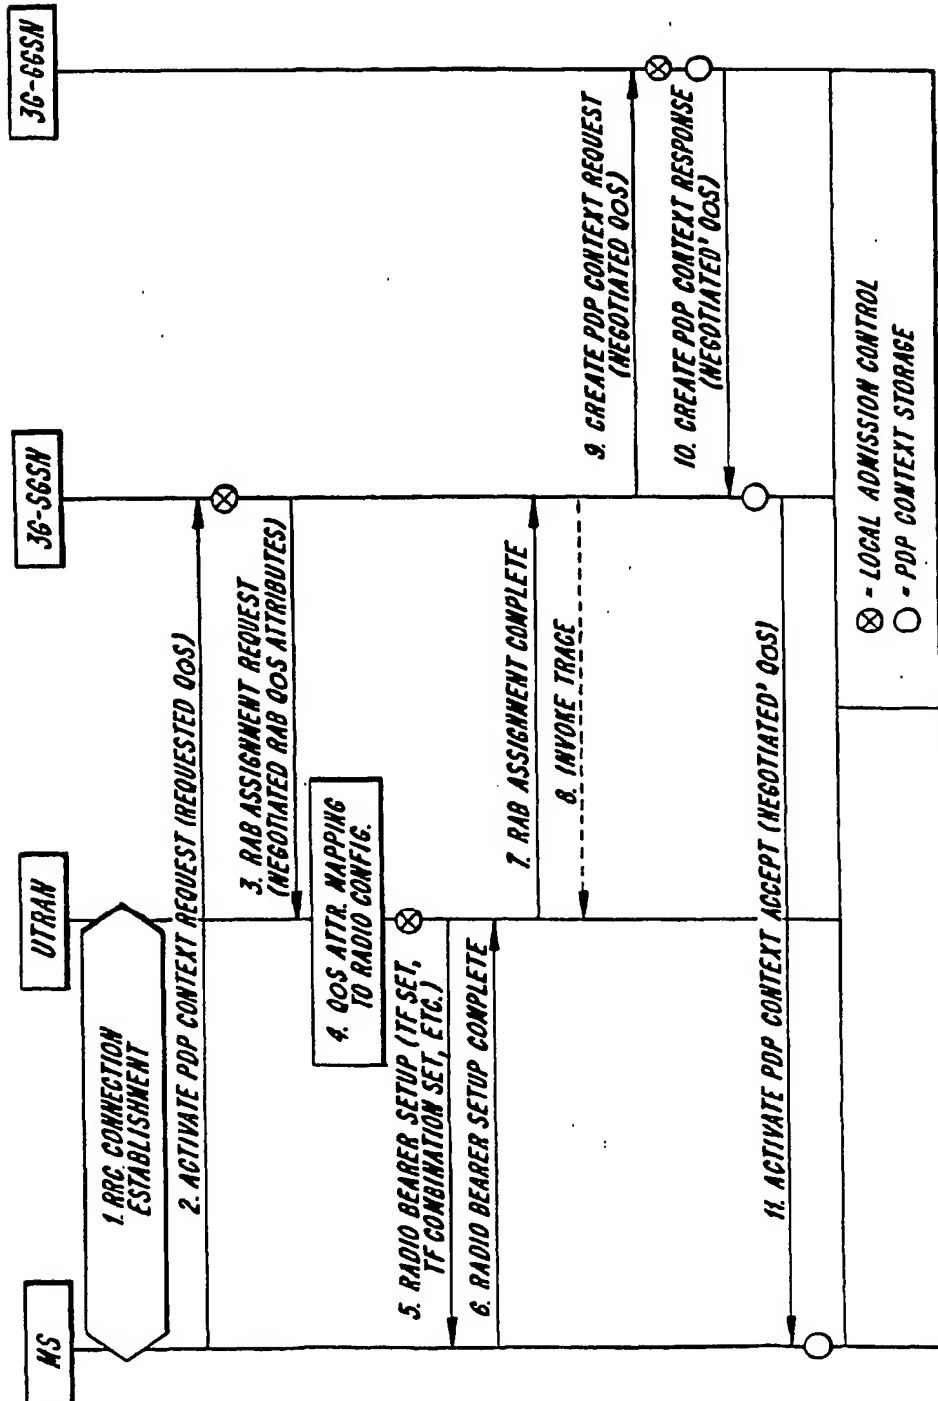 MS
UTRAN
3G-SGSN
3G-GGSN
1. RRC CONNECTION
ESTABLISHMENT
2. ACTIVATE PDP CONTEXT REQUEST (REQUESTED QOS)
3. RAB ASSIGNMENT REQUEST
(NEGOTIATED RAB QOS ATTRIBUTES)
4. QOS ATTR. MAPPING
TO RADIO CONFIG.
5. RADIO BEARER SETUP (TF SET,
TF COMBINATION SET, ETC.)
6. RADIO BEARER SETUP COMPLETE
7. RAB ASSIGNMENT COMPLETE
8. INVOKE TRACE
9. CREATE PDP CONTEXT REQUEST
(NEGOTIATED QOS)
10. CREATE PDP CONTEXT RESPONSE
(NEGOTIATED' QOS)
11. ACTIVATE PDP CONTEXT ACCEPT (NEGOTIATED' QOS)
= LOCAL ADMISSION CONTROL
= PDP CONTEXT STORAGE